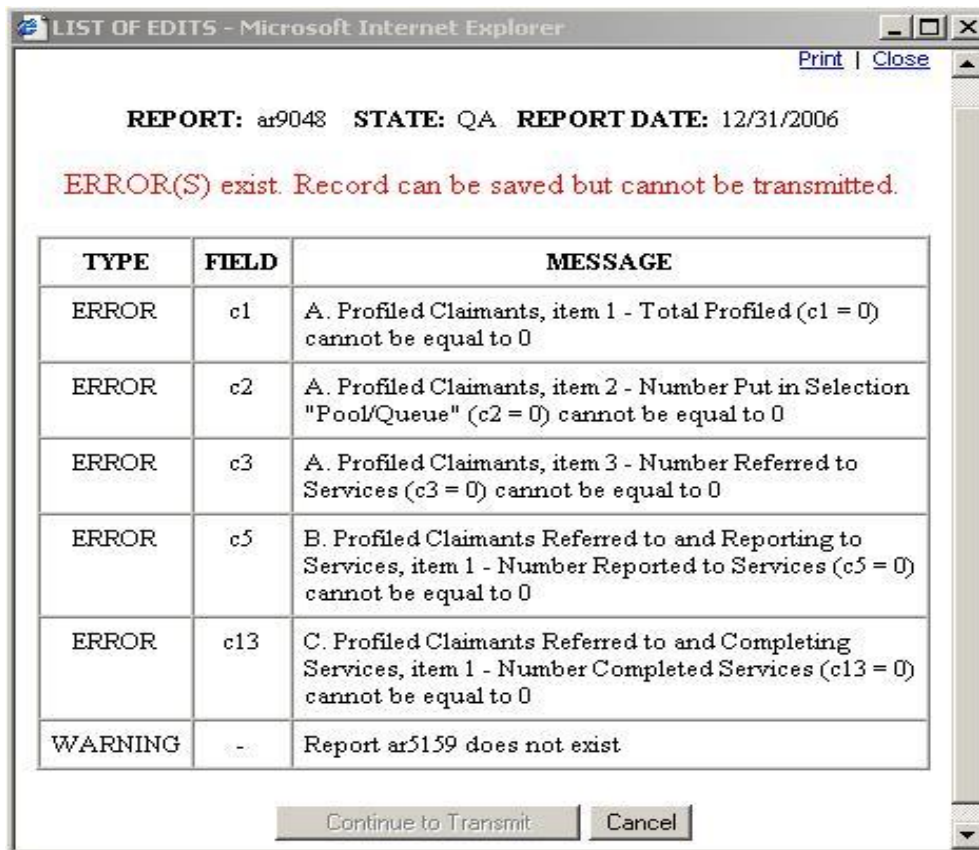 LIST OF EDITS - Microsoft Internet Explorer
Print | Close
REPORT: ar9048 STATE: QA REPORT DATE: 12/31/2006
ERROR(S) exist. Record can be saved but cannot be transmitted.
TYPE FIELD MESSAGE
ERROR c1 A. Profiled Claimants, item 1 - Total Profiled (c1 = 0)
cannot be equal to 0
ERROR c2 A. Profiled Claimants, item 2 - Number Put in Selection
"Pool/Queue" (c2 = 0) cannot be equal to 0
ERROR c3 A. Profiled Claimants, item 3 - Number Referred to
Services (c3 = 0) cannot be equal to 0
ERROR c5 B. Profiled Claimants Referred to and Reporting to
Services, item 1 - Number Reported to Services (c5 = 0)
cannot be equal to 0
ERROR c13 C. Profiled Claimants Referred to and Completing
Services, item 1 - Number Completed Services (c13 = 0)
cannot be equal to 0
WARNING - Report ar5159 does not exist
Continue to Transmit Cancel